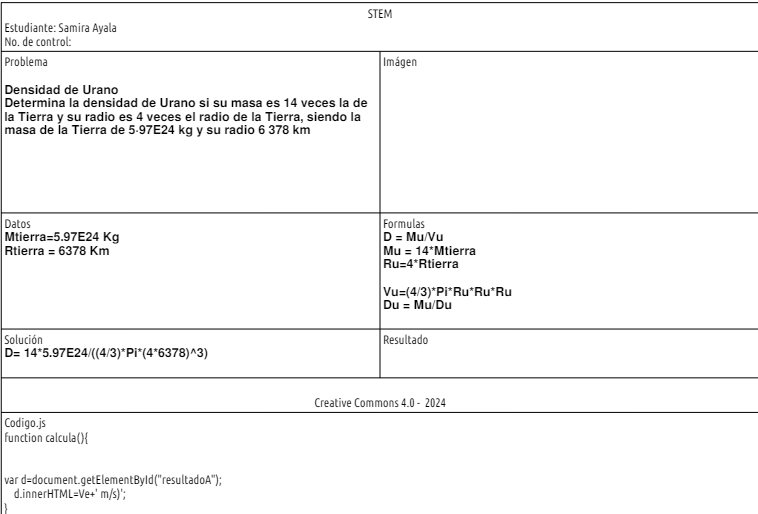 STEM
Estudiante: Samira Ayala
No. de control:
Problema
Densidad de Urano
Determina la densidad de Urano si su masa es 14 veces la de
la Tierra y su radio es 4 veces el radio de la Tierra, siendo la
masa de la Tierra de 5·97E24 kg y su radio 6 378 km
Imágen
Datos
Mtierra=5.97E24 Kg
Rtierra = 6378 Km
Formulas
D = Mu/Vu
Mu = 14*Mtierra
Ru=4*Rtierra
Vu=(4/3)*Pi*Ru*Ru*Ru
Du = Mu/Du
Solución
D= 14*5.97E24/((4/3)*Pi*(4*6378)^3)
Resultado
Creative Commons 4.0 - 2024
Codigo.js
function calcula(){
var d=document.getElementById("resultadoA");
d.innerHTML=Ve+' m/s)';
}